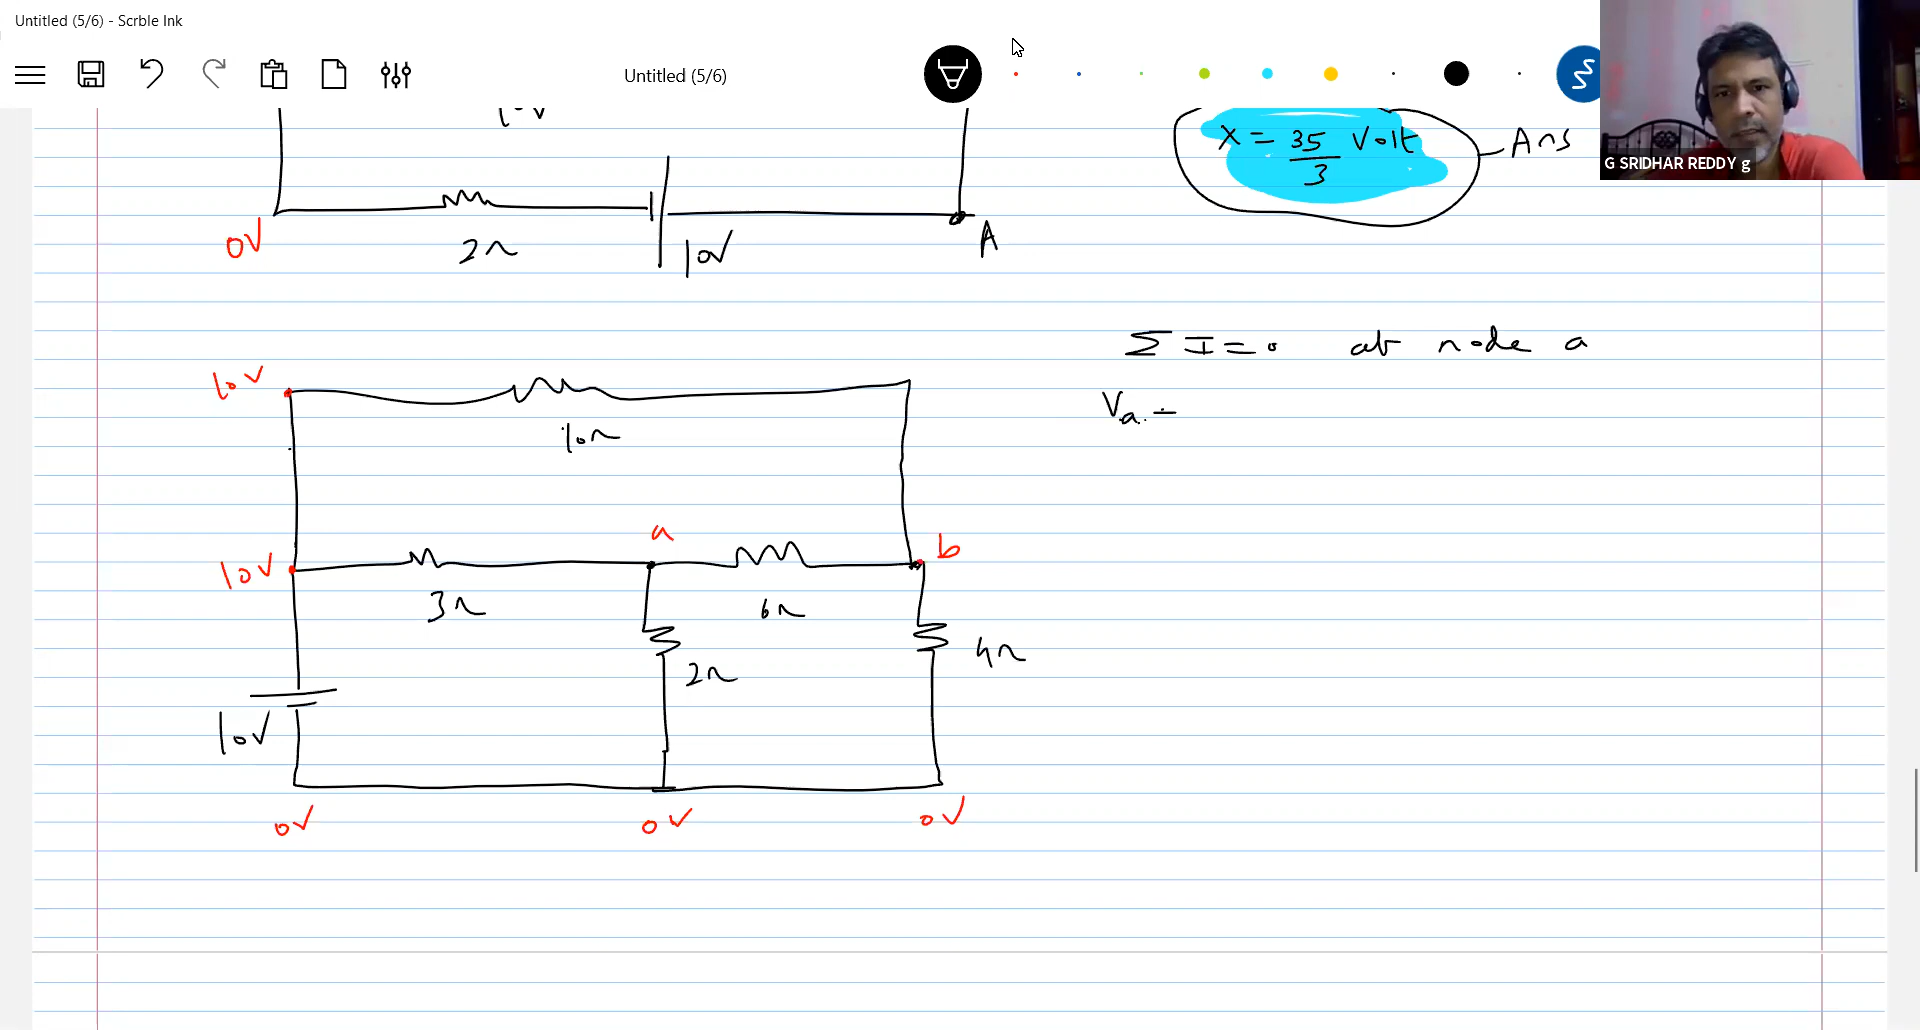 Untitled (5/6) - Scrble Ink
Untitled (5/6)
10V
x = 35/3 Volt
Ans
G SRIDHAR REDDY g
0V
2Ω
10V
A
Σ I = 0 at node a
Va -
10V
10Ω
a
b
10V
3Ω
6Ω
2Ω
4Ω
10V
0V
0V
0V